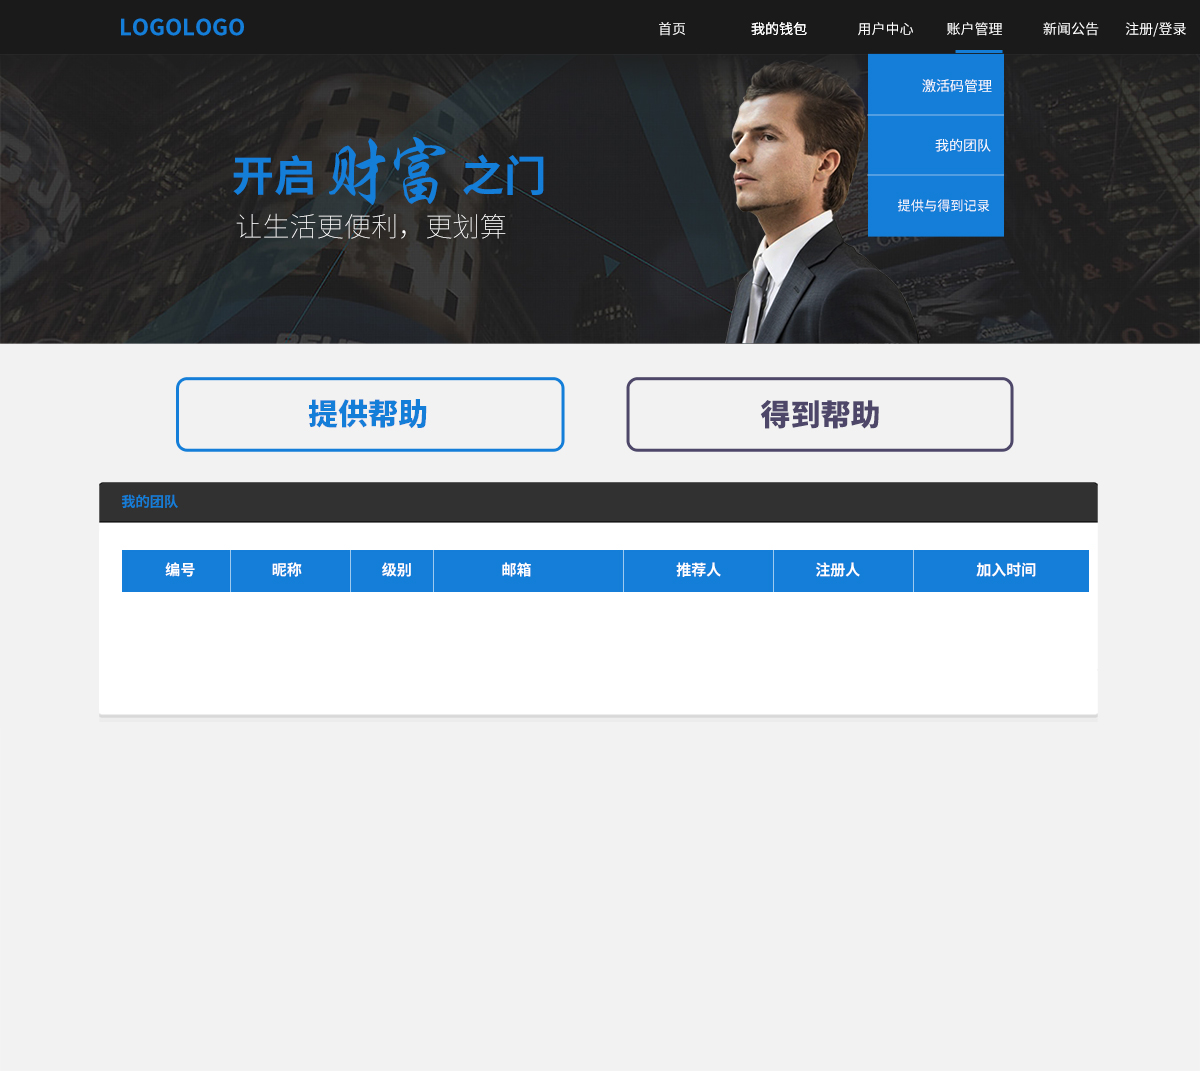 LOGOLOGO
首页 我的钱包 用户中心 账户管理 新闻公告 注册/登录
激活码管理
我的团队
提供与得到记录
开启财富之门
让生活更便利，更划算
提供帮助 得到帮助
我的团队
编号 昵称 级别 邮箱 推荐人 注册人 加入时间